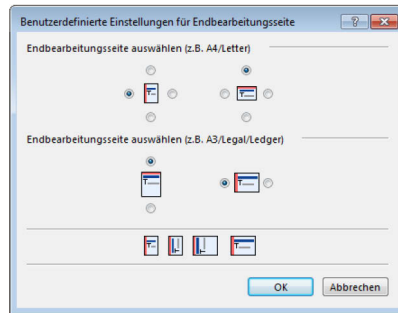 Benutzerdefinierte Einstellungen für Endbearbeitungsseite
Endbearbeitungsseite auswählen (z.B. A4/Letter)
Endbearbeitungsseite auswählen (z.B. A3/Legal/Ledger)
OK
Abbrechen